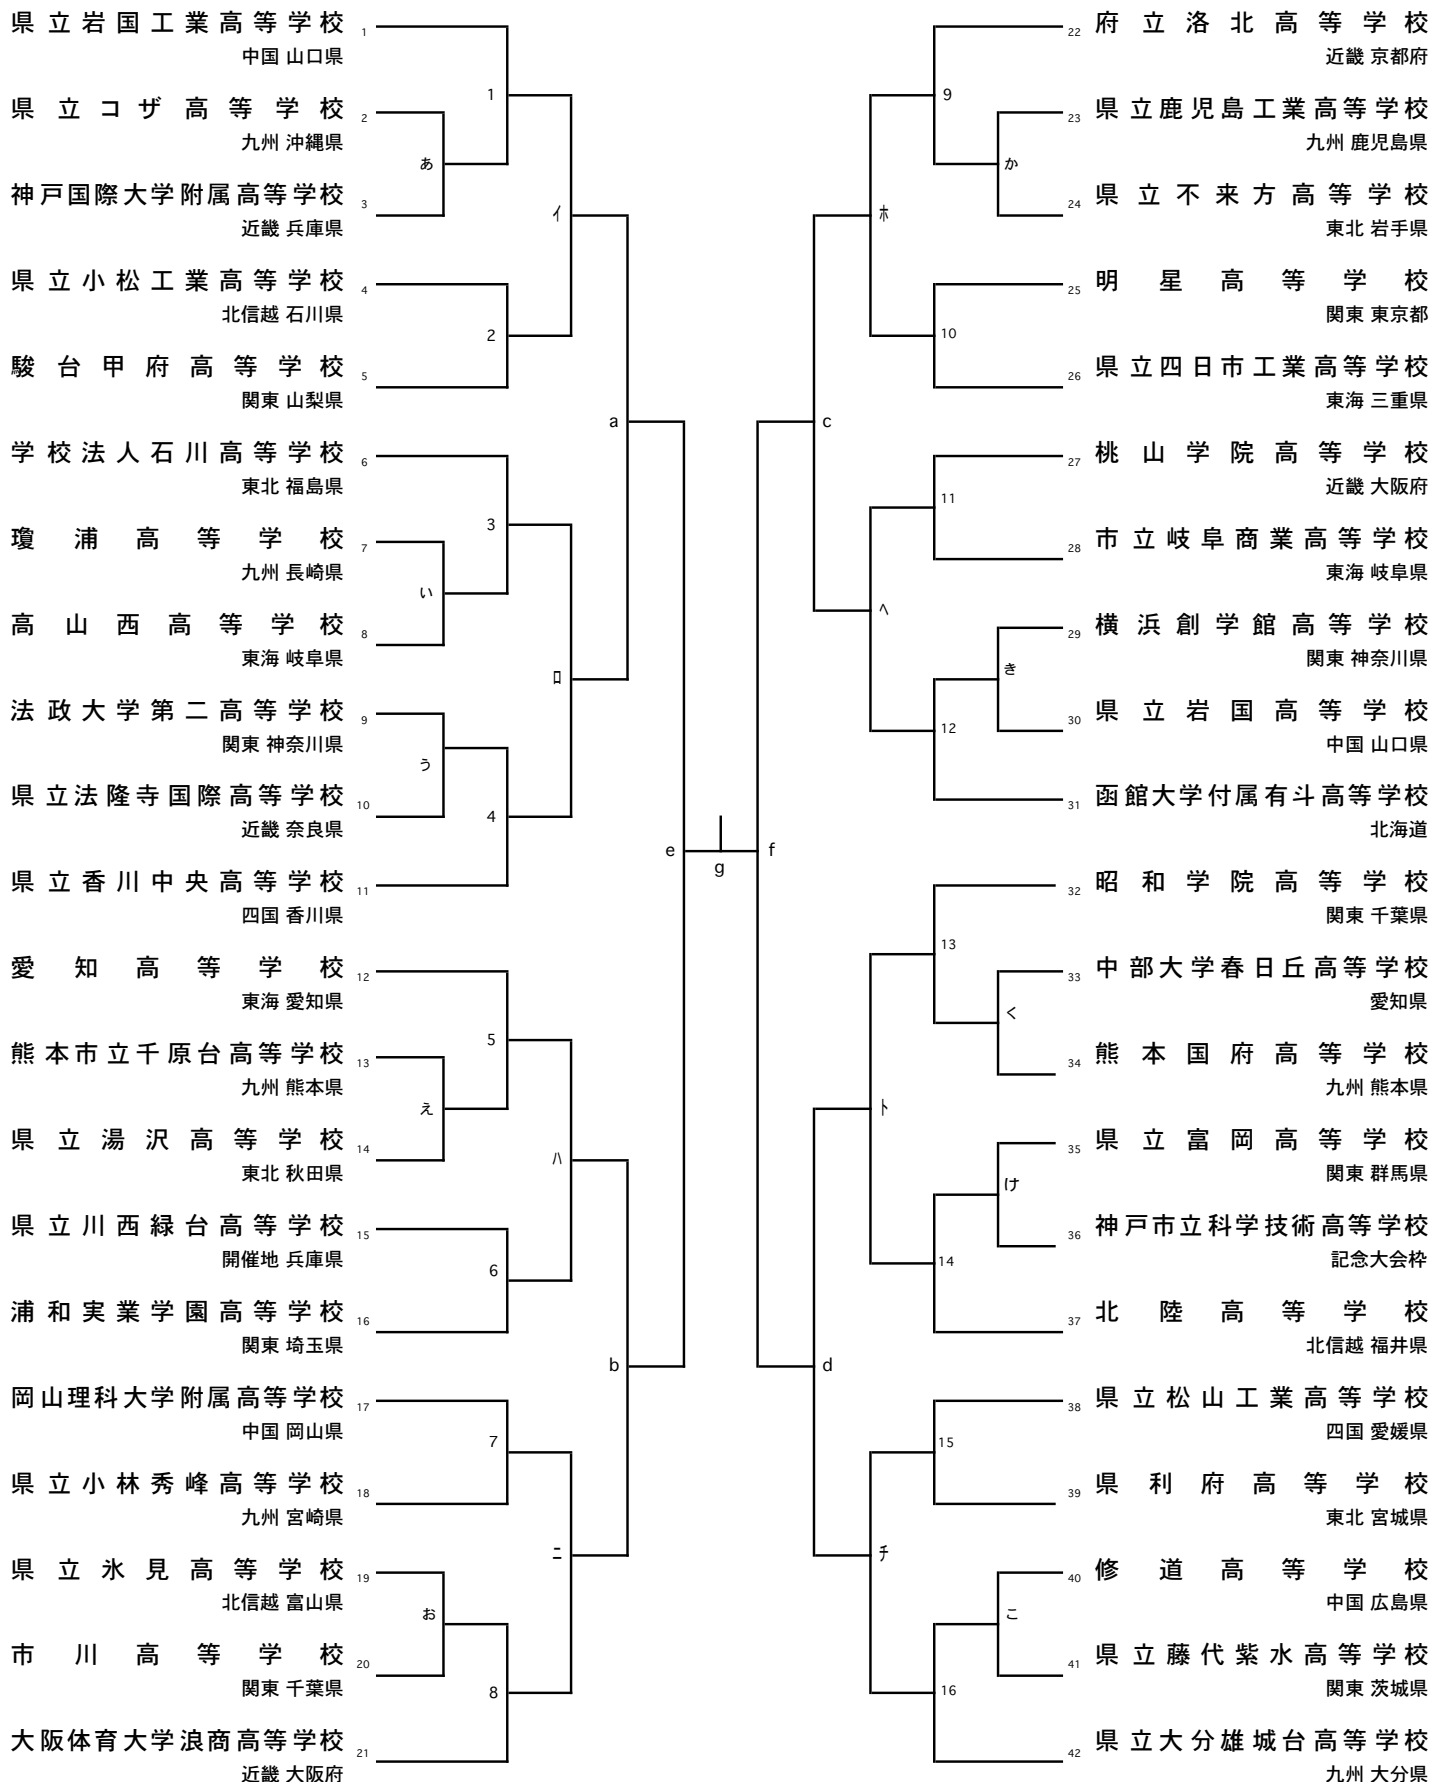 県立岩国工業高等学校 1
中国 山口県
県立コザ高等学校 2
九州 沖縄県
神戸国際大学附属高等学校 3
近畿 兵庫県
県立小松工業高等学校 4
北信越 石川県
駿台甲府高等学校 5
関東 山梨県
学校法人石川高等学校 6
東北 福島県
瓊浦高等学校 7
九州 長崎県
高山西高等学校 8
東海 岐阜県
法政大学第二高等学校 9
関東 神奈川県
県立法隆寺国際高等学校 10
近畿 奈良県
県立香川中央高等学校 11
四国 香川県
愛知高等学校 12
東海 愛知県
熊本市立千原台高等学校 13
九州 熊本県
県立湯沢高等学校 14
東北 秋田県
県立川西緑台高等学校 15
開催地 兵庫県
浦和実業学園高等学校 16
関東 埼玉県
岡山理科大学附属高等学校 17
中国 岡山県
県立小林秀峰高等学校 18
九州 宮崎県
県立氷見高等学校 19
北信越 富山県
市川高等学校 20
関東 千葉県
大阪体育大学浪商高等学校 21
近畿 大阪府
あ
い
う
え
お
1
2
3
4
5
6
7
8
イ
ロ
ハ
ニ
a
b
e
g
f
c
d
ホ
ヘ
ト
チ
9
10
11
12
13
14
15
16
か
き
く
け
こ
22 府立洛北高等学校
近畿 京都府
23 県立鹿児島工業高等学校
九州 鹿児島県
24 県立不来方高等学校
東北 岩手県
25 明星高等学校
関東 東京都
26 県立四日市工業高等学校
東海 三重県
27 桃山学院高等学校
近畿 大阪府
28 市立岐阜商業高等学校
東海 岐阜県
29 横浜創学館高等学校
関東 神奈川県
30 県立岩国高等学校
中国 山口県
31 函館大学付属有斗高等学校
北海道
32 昭和学院高等学校
関東 千葉県
33 中部大学春日丘高等学校
愛知県
34 熊本国府高等学校
九州 熊本県
35 県立富岡高等学校
関東 群馬県
36 神戸市立科学技術高等学校
記念大会枠
37 北陸高等学校
北信越 福井県
38 県立松山工業高等学校
四国 愛媛県
39 県利府高等学校
東北 宮城県
40 修道高等学校
中国 広島県
41 県立藤代紫水高等学校
関東 茨城県
42 県立大分雄城台高等学校
九州 大分県